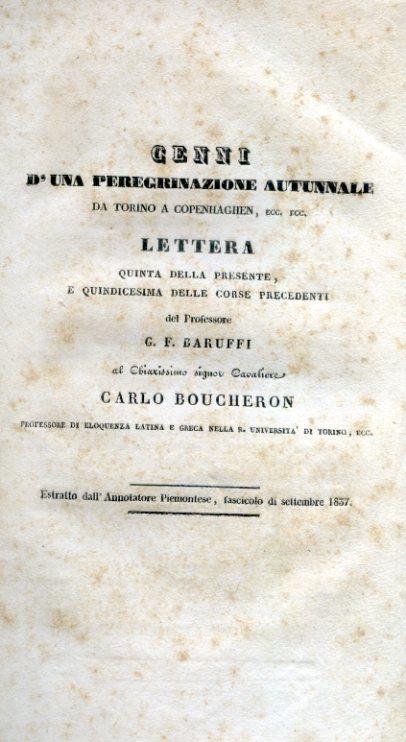 CENNI
D'UNA PEREGRINAZIONE AUTUNNALE
DA TORINO A COPENHAGHEN, ECC. ECC.
LETTERA
QUINTA DELLA PRESENTE,
E QUINDICESIMA DELLE CORSE PRECEDENTI
del Professore
G. F. BARUFFI
al Chiarissimo signor Cavaliere
CARLO BOUCHERON
PROFESSORE DI ELOQUENZA LATINA E GRECA NELLA R. UNIVERSITA' DI TORINO, ECC.
Estratto dall'Annotatore Piemontese, fascicolo di settembre 1837.